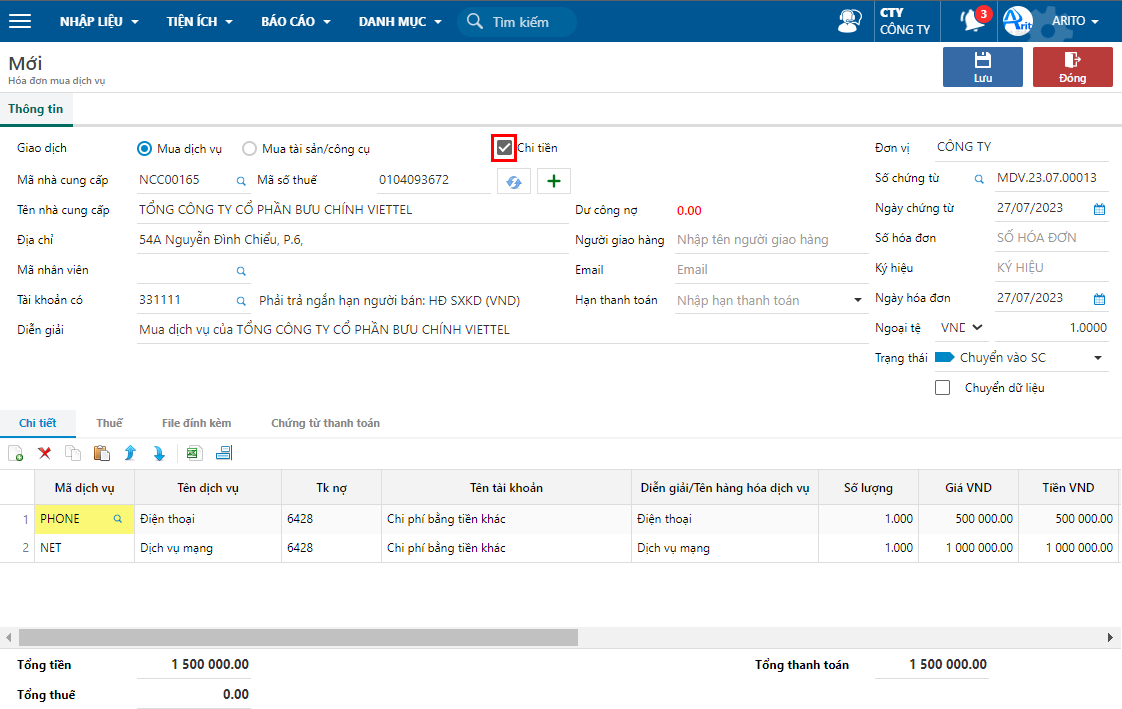 NHẬP LIỆU TIỆN ÍCH BÁO CÁO DANH MỤC Tìm kiếm CTY CÔNG TY 3 ARITO
Mới
Hóa đơn mua dịch vụ
Lưu Đóng
Thông tin
Giao dịch Mua dịch vụ Mua tài sản/công cụ Chi tiền Đơn vị CÔNG TY
Mã nhà cung cấp NCC00165 Mã số thuế 0104093672 Số chứng từ MDV.23.07.00013
Tên nhà cung cấp TỔNG CÔNG TY CỔ PHẦN BƯU CHÍNH VIETTEL Dư công nợ 0.00 Ngày chứng từ 27/07/2023
Địa chỉ 54A Nguyễn Đình Chiểu, P.6, Người giao hàng Nhập tên người giao hàng Số hóa đơn SỐ HÓA ĐƠN
Mã nhân viên Email Email Ký hiệu KÝ HIỆU
Tài khoản có 331111 Phải trả ngắn hạn người bán: HĐ SXKD (VND) Hạn thanh toán Nhập hạn thanh toán Ngày hóa đơn 27/07/2023
Diễn giải Mua dịch vụ của TỔNG CÔNG TY CỔ PHẦN BƯU CHÍNH VIETTEL Ngoại tệ VND 1.0000
Trạng thái Chuyển vào SC
Chuyển dữ liệu
Chi tiết Thuế File đính kèm Chứng từ thanh toán
Mã dịch vụ Tên dịch vụ Tk nợ Tên tài khoản Diễn giải/Tên hàng hóa dịch vụ Số lượng Giá VND Tiền VND
1 PHONE Điện thoại 6428 Chi phí bằng tiền khác Điện thoại 1.000 500 000.00 500 000.00
2 NET Dịch vụ mạng 6428 Chi phí bằng tiền khác Dịch vụ mạng 1.000 1 000 000.00 1 000 000.00
Tổng tiền 1 500 000.00 Tổng thanh toán 1 500 000.00
Tổng thuế 0.00